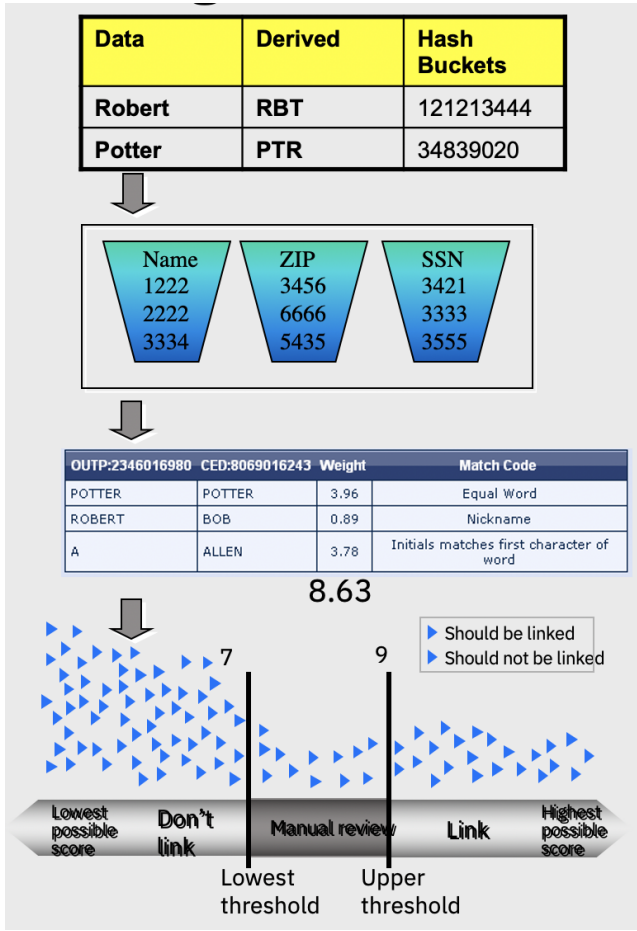 Data Derived Hash
Buckets
Robert RBT 121213444
Potter PTR 34839020
Name ZIP SSN
1222 3456 3421
2222 6666 3333
3334 5435 3555
OUTP:2346016980 CED:8069016243 Weight Match Code
POTTER POTTER 3.96 Equal Word
ROBERT BOB 0.89 Nickname
A ALLEN 3.78 Initials matches first character of
word
8.63
7 9
Should be linked
Should not be linked
Lowest
possible
score
Don't
link
Manual review
Link
Highest
possible
score
Lowest
threshold
Upper
threshold